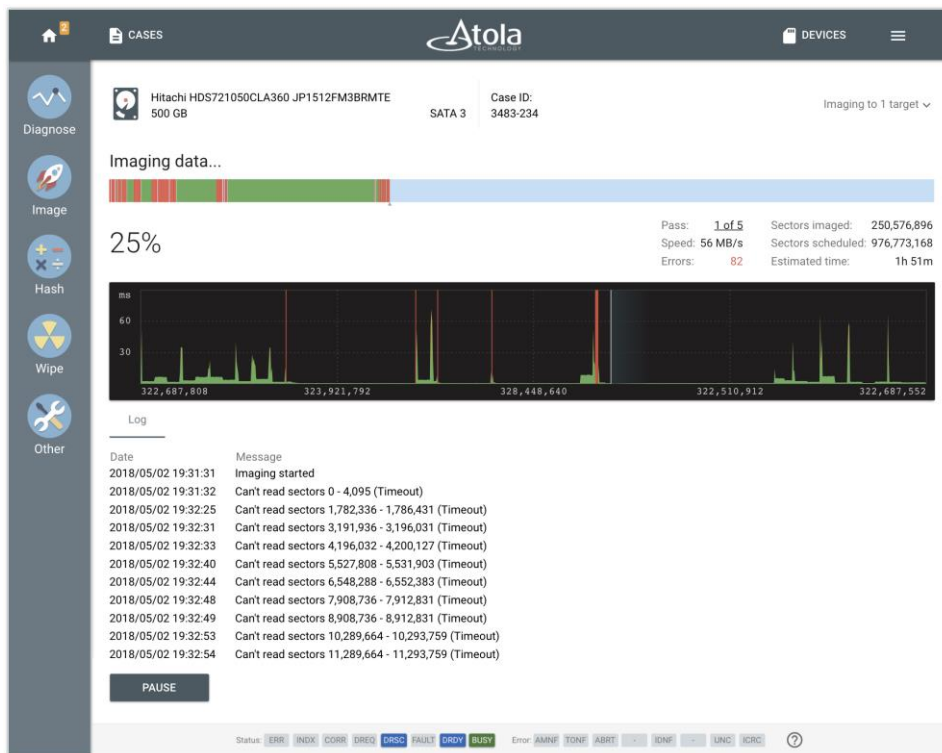 2
CASES
Atola
TECHNOLOGY
DEVICES
Diagnose
Image
Hash
Wipe
Other
Hitachi HDS721050CLA360 JP1512FM3BRMTE
500 GB
SATA 3
Case ID:
3483-234
Imaging to 1 target
Imaging data...
25%
Pass: 1 of 5
Speed: 56 MB/s
Errors: 82
Sectors imaged: 250,576,896
Sectors scheduled: 976,773,168
Estimated time: 1h 51m
ms
60
30
322,687,808 323,921,792 328,448,640 322,510,912 322,687,552
Log
Date Message
2018/05/02 19:31:31 Imaging started
2018/05/02 19:31:32 Can't read sectors 0 - 4,095 (Timeout)
2018/05/02 19:32:25 Can't read sectors 1,782,336 - 1,786,431 (Timeout)
2018/05/02 19:32:31 Can't read sectors 3,191,936 - 3,196,031 (Timeout)
2018/05/02 19:32:33 Can't read sectors 4,196,032 - 4,200,127 (Timeout)
2018/05/02 19:32:40 Can't read sectors 5,527,808 - 5,531,903 (Timeout)
2018/05/02 19:32:44 Can't read sectors 6,548,288 - 6,552,383 (Timeout)
2018/05/02 19:32:48 Can't read sectors 7,908,736 - 7,912,831 (Timeout)
2018/05/02 19:32:49 Can't read sectors 8,908,736 - 8,912,831 (Timeout)
2018/05/02 19:32:53 Can't read sectors 10,289,664 - 10,293,759 (Timeout)
2018/05/02 19:32:54 Can't read sectors 11,289,664 - 11,293,759 (Timeout)
PAUSE
Status: ERR INDX CORR DREQ DRSC FAULT DRDY BUSY Error: AMNF TONF ABRT - IDNF - UNC ICRC ?